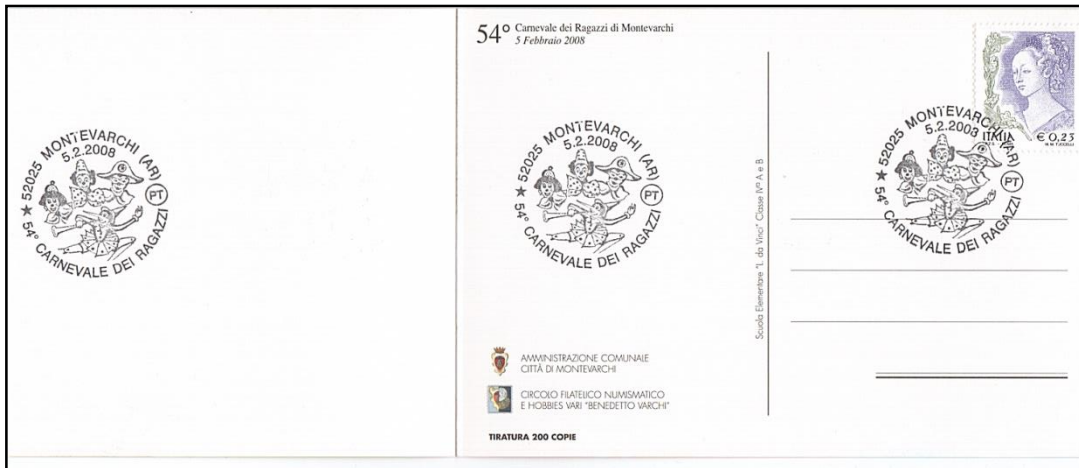 ★ 52025 MONTEVARCHI (AR)
5.2.2008
PT
54° CARNEVALE DEI RAGAZZI
54° Carnevale dei Ragazzi di Montevarchi
5 Febbraio 2008
★ 52025 MONTEVARCHI (AR)
5.2.2008
PT
54° CARNEVALE DEI RAGAZZI
AMMINISTRAZIONE COMUNALE
CITTÀ DI MONTEVARCHI
CIRCOLO FILATELICO NUMISMATICO
E HOBBIES VARI "BENEDETTO VARCHI"
TIRATURA 200 COPIE
Scuola Elementare "L. da Vinci" Classe IVª A e B
ITALIA € 0,23
★ 52025 MONTEVARCHI (AR)
5.2.2008
PT
54° CARNEVALE DEI RAGAZZI